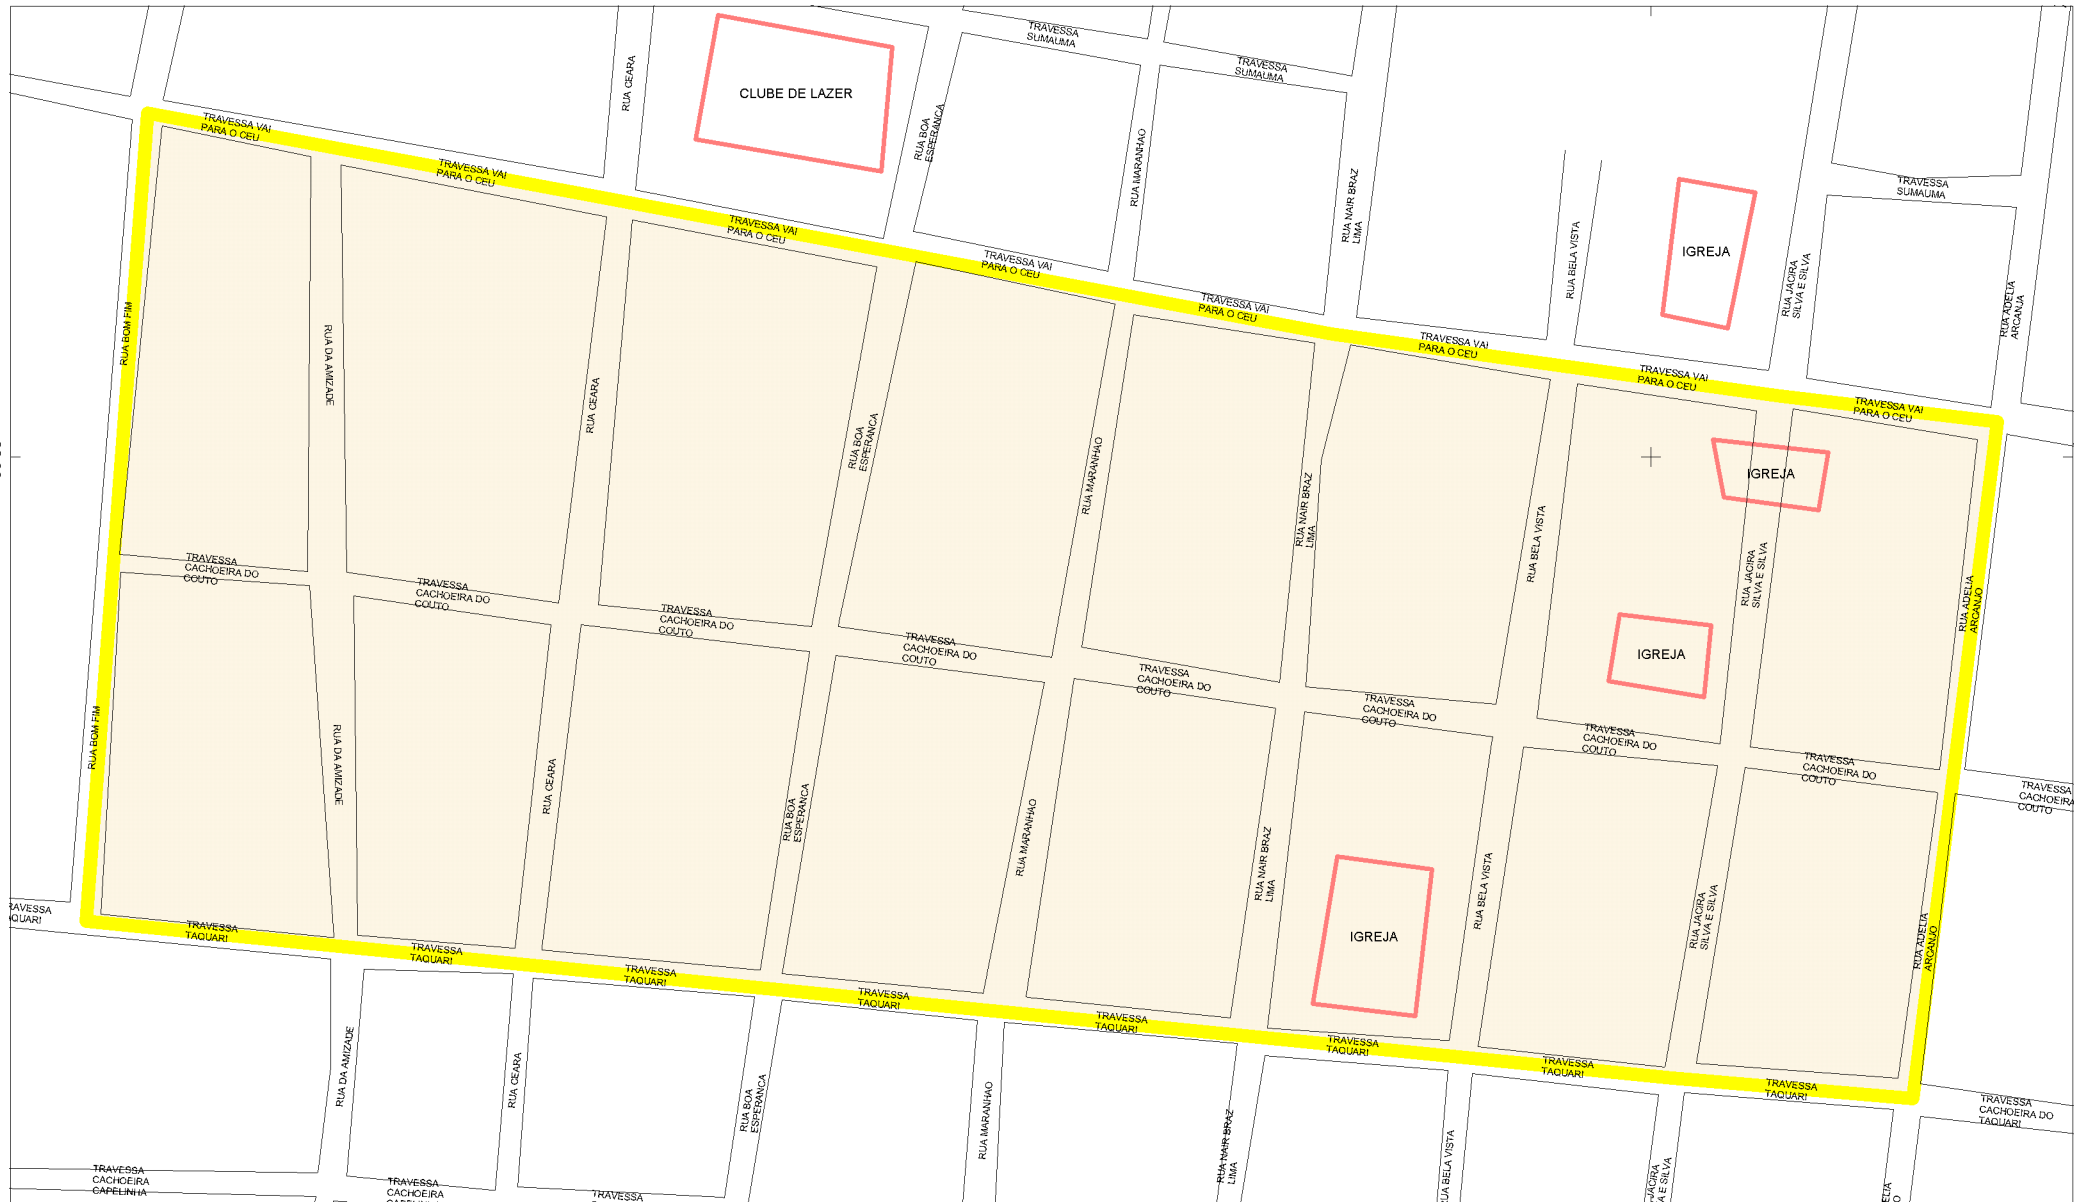 TRAVESSA
SUMAUMA
TRAVESSA
SUMAUMA
RUA CEARA
CLUBE DE LAZER
RUA BOA
ESPERANCA
RUA MARANHAO
RUA NAIR BRAZ
LIMA
RUA BELA VISTA
IGREJA
RUA JACIRA
SILVA E SILVA
TRAVESSA
SUMAUMA
RUA ADELIA
ARCANJA
TRAVESSA VAI
PARA O CEU
TRAVESSA VAI
PARA O CEU
TRAVESSA VAI
PARA O CEU
TRAVESSA VAI
PARA O CEU
TRAVESSA VAI
PARA O CEU
TRAVESSA VAI
PARA O CEU
TRAVESSA VAI
PARA O CEU
TRAVESSA VAI
PARA O CEU
RUA BOM FIM
RUA DA AMIZADE
RUA CEARA
RUA BOA
ESPERANCA
RUA MARANHAO
RUA NAIR BRAZ
LIMA
RUA BELA VISTA
IGREJA
RUA JACIRA
SILVA E SILVA
RUA ADELIA
ARCANJO
IGREJA
TRAVESSA
CACHOEIRA DO
COUTO
TRAVESSA
CACHOEIRA DO
COUTO
TRAVESSA
CACHOEIRA DO
COUTO
TRAVESSA
CACHOEIRA DO
COUTO
TRAVESSA
CACHOEIRA DO
COUTO
TRAVESSA
CACHOEIRA DO
COUTO
TRAVESSA
CACHOEIRA DO
COUTO
TRAVESSA
CACHOEIRA DO
COUTO
TRAVESSA
CACHOEIRA
COUTO
RUA BOM FIM
RUA DA AMIZADE
RUA CEARA
RUA BOA
ESPERANCA
RUA MARANHAO
RUA NAIR BRAZ
LIMA
IGREJA
RUA BELA VISTA
RUA JACIRA
SILVA E SILVA
RUA ADELIA
ARCANJO
RAVESSA
QUARI
TRAVESSA
TAQUARI
TRAVESSA
TAQUARI
TRAVESSA
TAQUARI
TRAVESSA
TAQUARI
TRAVESSA
TAQUARI
TRAVESSA
TAQUARI
TRAVESSA
TAQUARI
TRAVESSA
TAQUARI
TRAVESSA
CACHOEIRA DO
TAQUARI
RUA DA AMIZADE
RUA CEARA
RUA BOA
ESPERANCA
RUA MARANHAO
RUA NAIR BRAZ
LIMA
RUA BELA VISTA
JACIRA
A E SILVA
ELIA
TRAVESSA
CACHOEIRA
CAPELINHA
TRAVESSA
CACHOEIRA
TRAVESSA